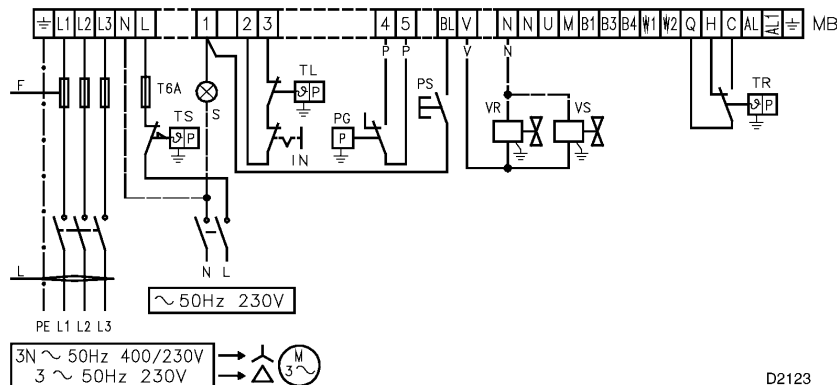 ⏚ L1 L2 L3 N L 1 2 3 4 5 BL V N N U M B1 B3 B4 W1 W2 Q H C AL AL1 ⏚ MB
P P V N
F T6A TS ϑ P S TL ϑ P IN PG P PS VR VS TR ϑ P
L
N L
PE L1 L2 L3
∼ 50Hz 230V
3N ∼ 50Hz 400/230V
3 ∼ 50Hz 230V
M
3∼
D2123